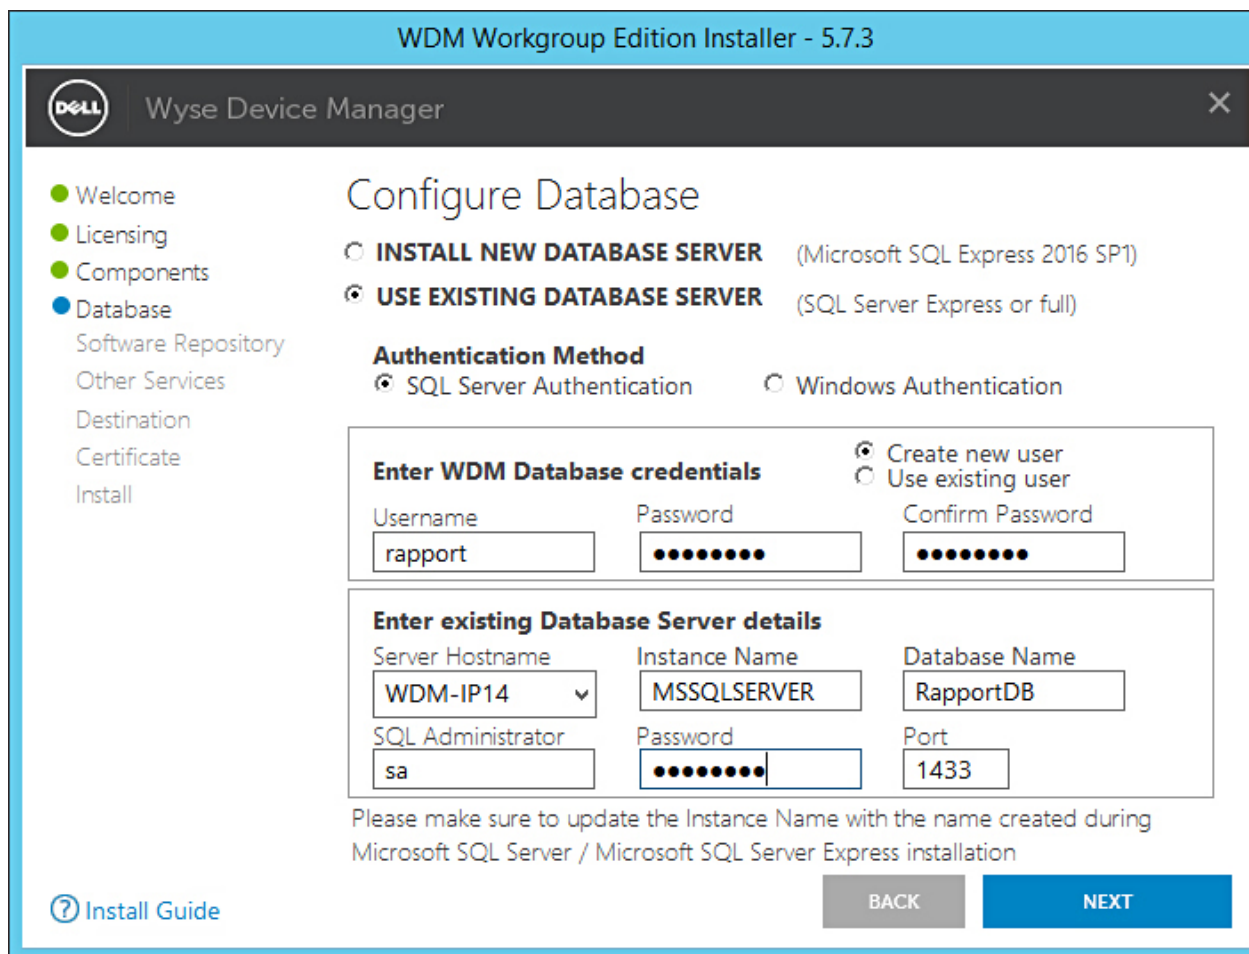 WDM Workgroup Edition Installer - 5.7.3
DELL Wyse Device Manager
Welcome
Licensing
Components
Database
Software Repository
Other Services
Destination
Certificate
Install
Configure Database
INSTALL NEW DATABASE SERVER (Microsoft SQL Express 2016 SP1)
USE EXISTING DATABASE SERVER (SQL Server Express or full)
Authentication Method
SQL Server Authentication Windows Authentication
Enter WDM Database credentials
Create new user
Use existing user
Username Password Confirm Password
rapport •••••••• ••••••••
Enter existing Database Server details
Server Hostname Instance Name Database Name
WDM-IP14 MSSQLSERVER RapportDB
SQL Administrator Password Port
sa •••••••• 1433
Please make sure to update the Instance Name with the name created during
Microsoft SQL Server / Microsoft SQL Server Express installation
? Install Guide
BACK NEXT